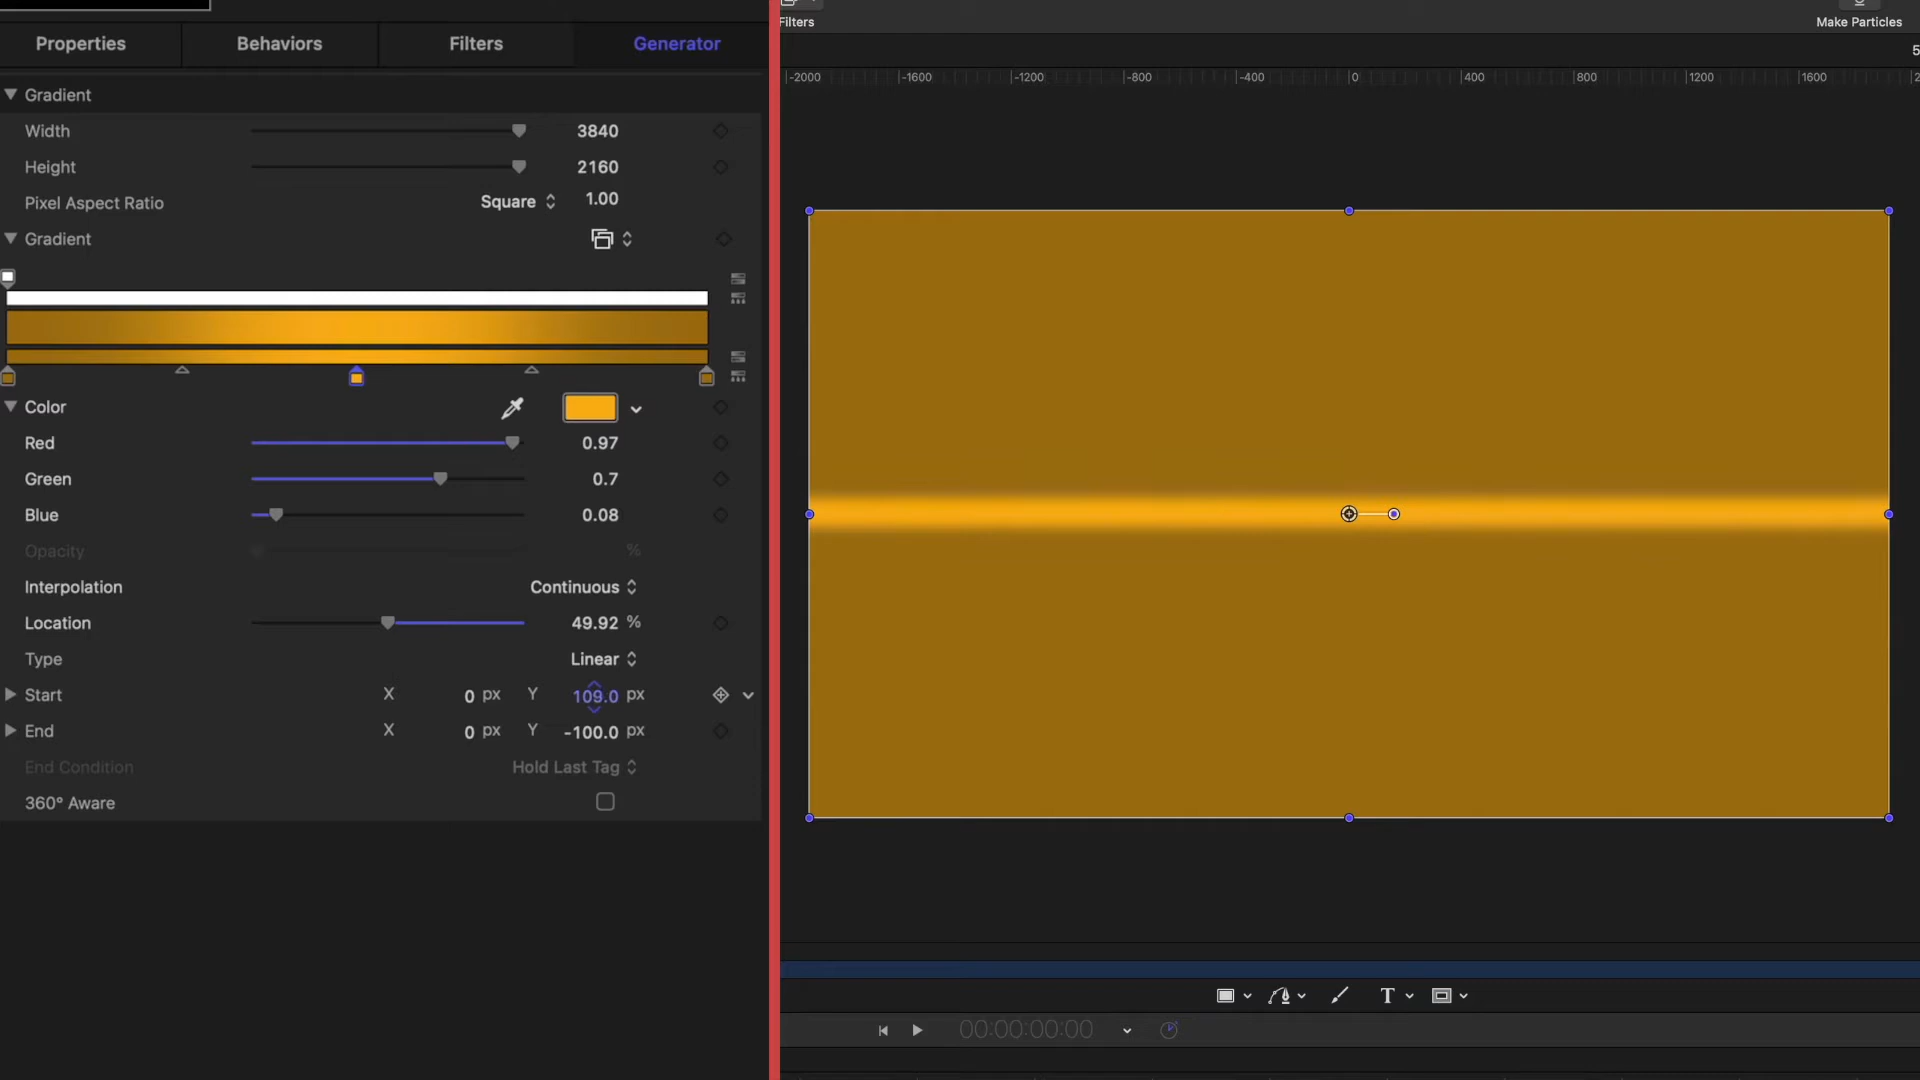 Properties
Behaviors
Filters
Generator
Gradient
Width 3840
Height 2160
Pixel Aspect Ratio Square 1.00
Gradient
Color
Red 0.97
Green 0.7
Blue 0.08
Opacity %
Interpolation Continuous
Location 49.92 %
Type Linear
Start X 0 px Y 109.0 px
End X 0 px Y -100.0 px
End Condition Hold Last Tag
360° Aware
Filters
Make Particles
5
-2000 -1600 -1200 -800 -400 0 400 800 1200 1600 2
T
00:00:00:00